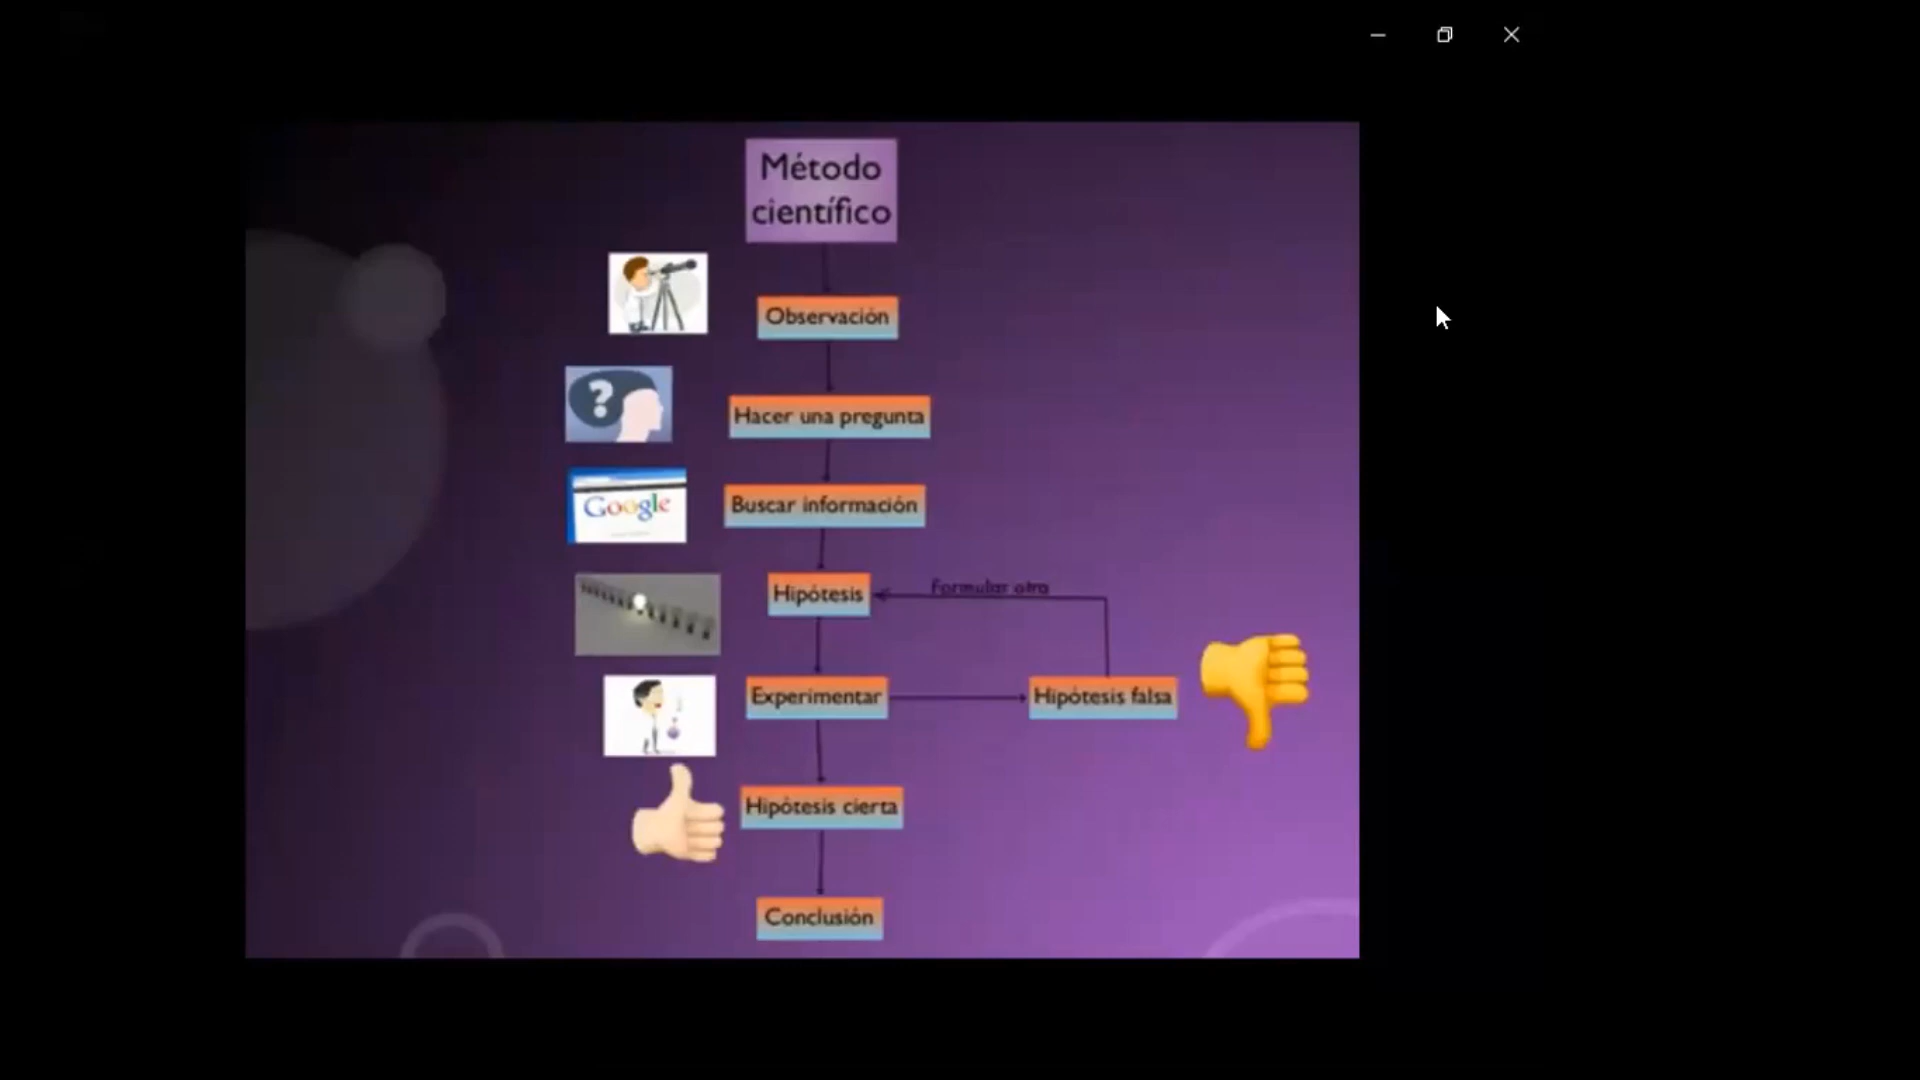 Método
científico
Observación
?
Hacer una pregunta
Google
Buscar información
Hipótesis
Formular otra
Experimentar
Hipótesis falsa
Hipótesis cierta
Conclusión